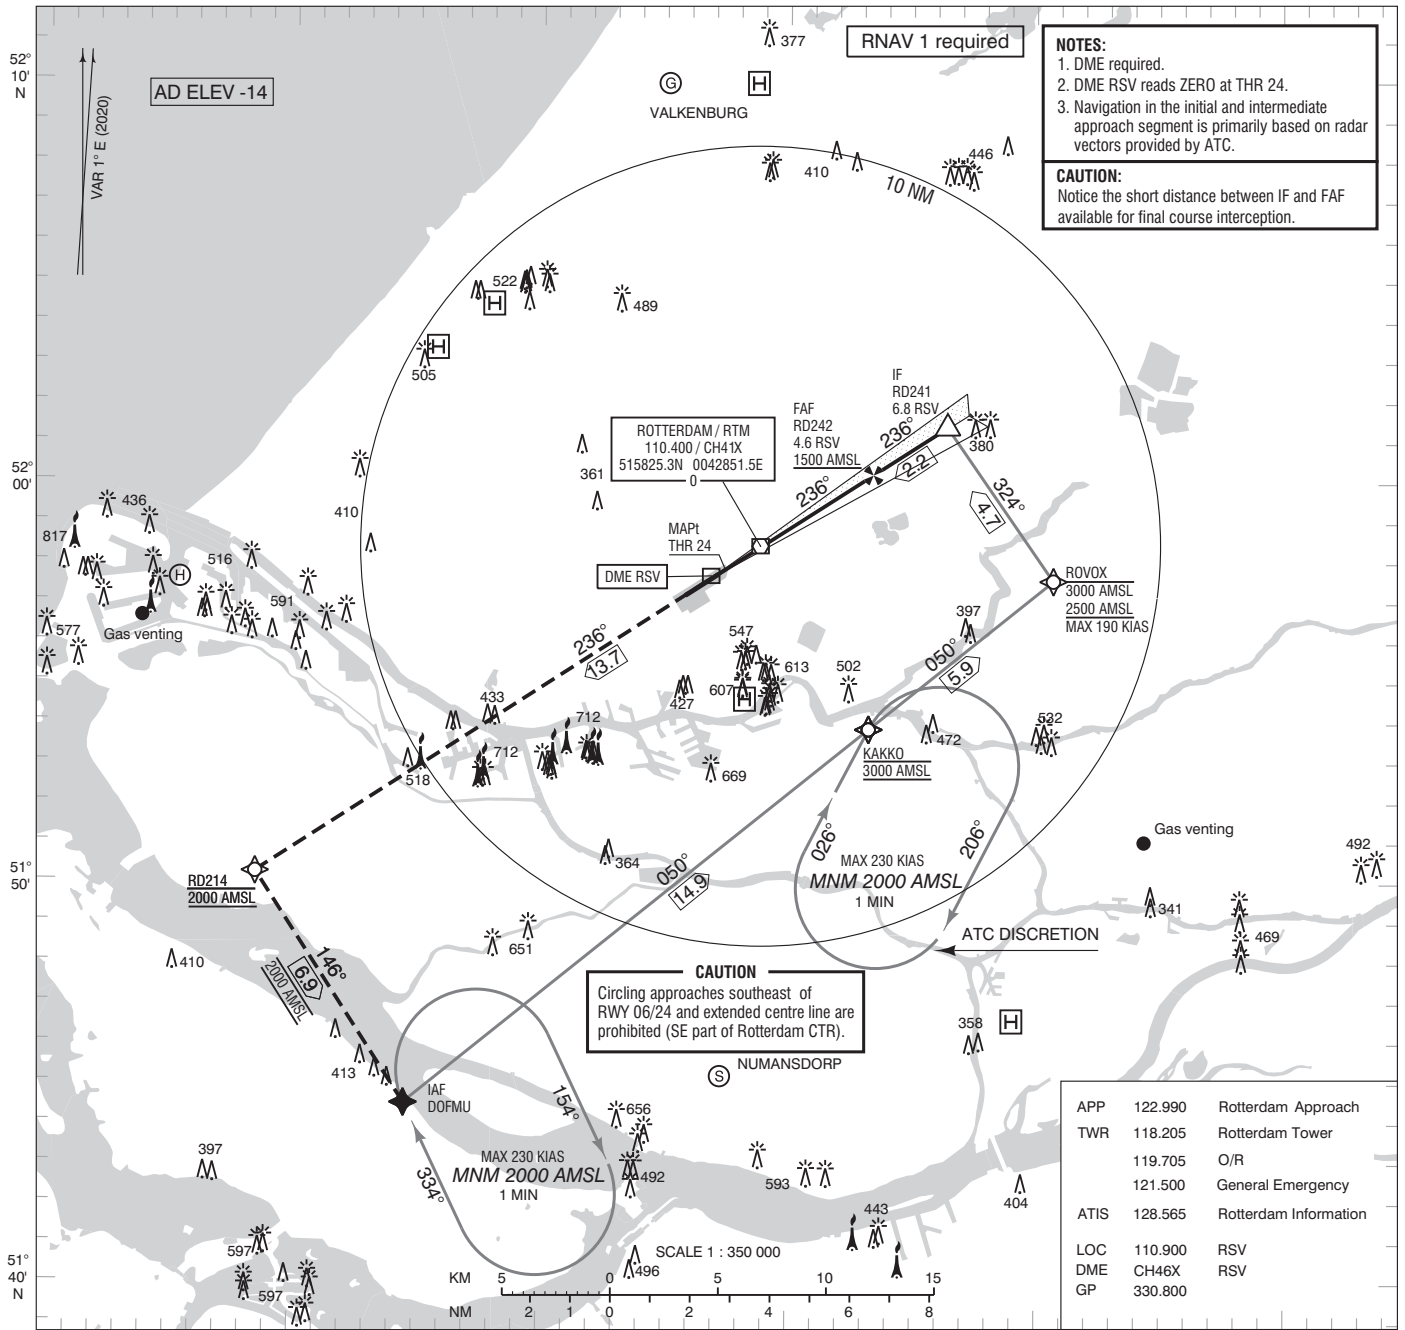 52°
10'
N
VAR 1° E (2020)
AD ELEV -14
377
G
VALKENBURG
H
RNAV 1 required
NOTES:
1. DME required.
2. DME RSV reads ZERO at THR 24.
3. Navigation in the initial and intermediate
approach segment is primarily based on radar
vectors provided by ATC.
CAUTION:
Notice the short distance between IF and FAF
available for final course interception.
410
446
10 NM
522
H
489
H
505
IF
RD241
6.8 RSV
FAF
RD242
4.6 RSV
1500 AMSL
236°
380
2.2
ROTTERDAM / RTM
110.400 / CH41X
515825.3N 0042851.5E
0
52°
00'
361
236°
324°
4.7
410
436
817
MAPt
THR 24
516
H
DME RSV
ROVOX
3000 AMSL
2500 AMSL
MAX 190 KIAS
591
397
577
Gas venting
236°
13.7
547
613
502
050°
5.9
607
H
427
433
712
712
518
669
KAKKO
3000 AMSL
472
532
026°
206°
MAX 230 KIAS
MNM 2000 AMSL
1 MIN
Gas venting
492
364
050°
14.9
51°
50'
RD214
2000 AMSL
341
469
651
ATC DISCRETION
410
146°
6.9
2000 AMSL
CAUTION
Circling approaches southeast of
RWY 06/24 and extended centre line are
prohibited (SE part of Rotterdam CTR).
H
358
S
NUMANSDORP
413
IAF
DOFMU
154°
656
334°
MAX 230 KIAS
MNM 2000 AMSL
1 MIN
492
593
404
397
443
597
597
51°
40'
N
SCALE 1 : 350 000
496
KM 5 0 5 10 15
NM 2 1 0 2 4 6 8
APP 122.990 Rotterdam Approach
TWR 118.205 Rotterdam Tower
119.705 O/R
121.500 General Emergency
ATIS 128.565 Rotterdam Information
LOC 110.900 RSV
DME CH46X RSV
GP 330.800